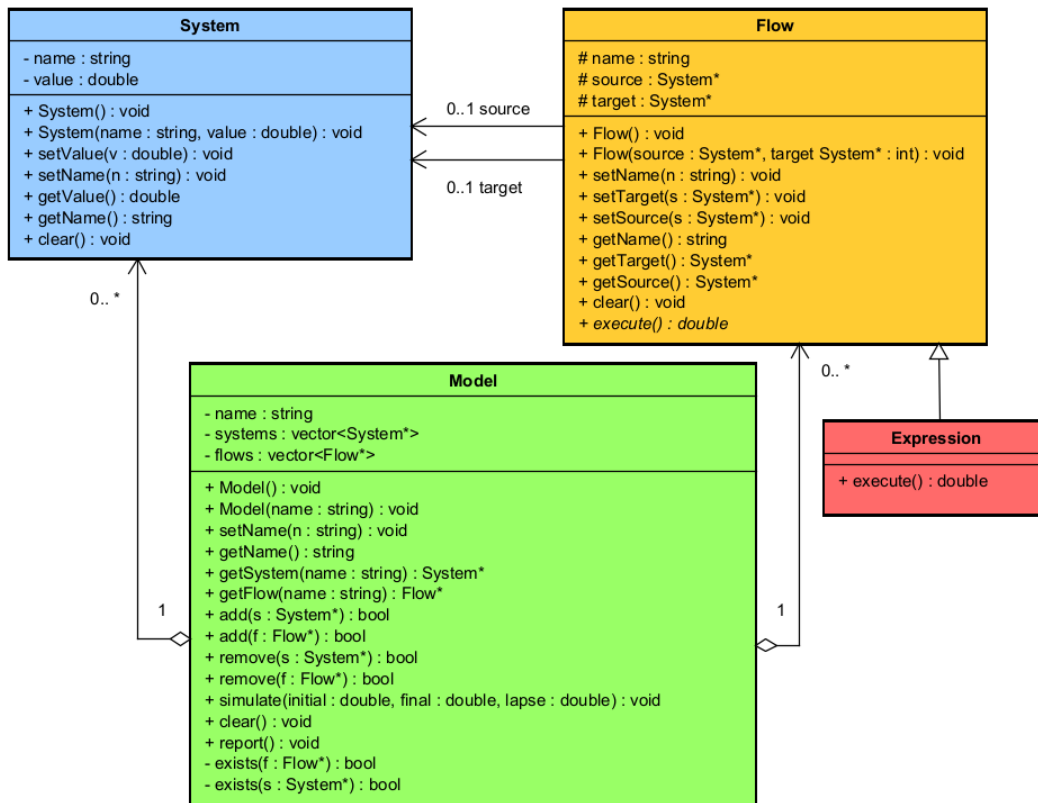 System
- name : string
- value : double
+ System() : void
+ System(name : string, value : double) : void
+ setValue(v : double) : void
+ setName(n : string) : void
+ getValue() : double
+ getName() : string
+ clear() : void
0..1 source
0..1 target
Flow
# name : string
# source : System*
# target : System*
+ Flow() : void
+ Flow(source : System*, target System* : int) : void
+ setName(n : string) : void
+ setTarget(s : System*) : void
+ setSource(s : System*) : void
+ getName() : string
+ getTarget() : System*
+ getSource() : System*
+ clear() : void
+ execute() : double
0.. *
0.. *
Model
- name : string
- systems : vector<System*>
- flows : vector<Flow*>
+ Model() : void
+ Model(name : string) : void
+ setName(n : string) : void
+ getName() : string
+ getSystem(name : string) : System*
+ getFlow(name : string) : Flow*
+ add(s : System*) : bool
+ add(f : Flow*) : bool
+ remove(s : System*) : bool
+ remove(f : Flow*) : bool
+ simulate(initial : double, final : double, lapse : double) : void
+ clear() : void
+ report() : void
- exists(f : Flow*) : bool
- exists(s : System*) : bool
1
1
Expression
+ execute() : double